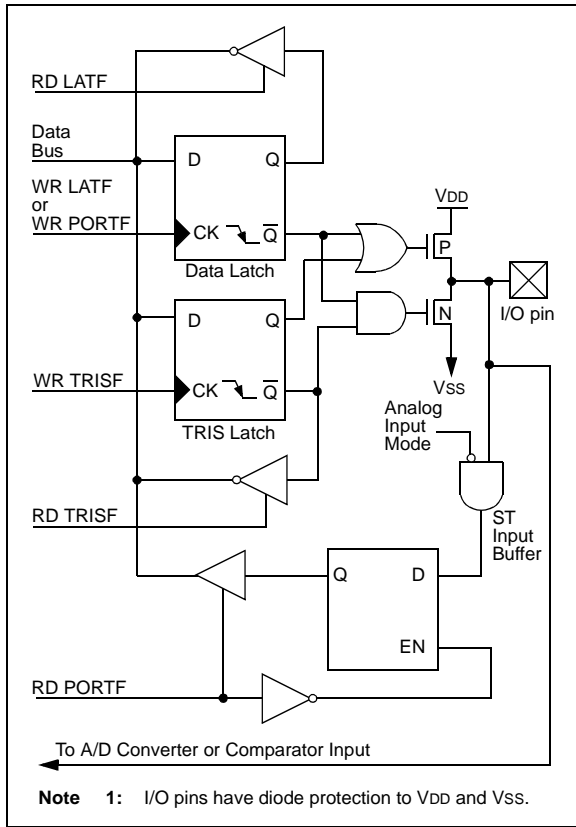 RD LATF
Data
Bus
WR LATF
or
WR PORTF
D
Q
CK
Q
Data Latch
VDD
P
I/O pin
N
VSS
D
Q
WR TRISF
CK
Q
TRIS Latch
Analog
Input
Mode
RD TRISF
ST
Input
Buffer
Q
D
EN
RD PORTF
To A/D Converter or Comparator Input
Note 1: I/O pins have diode protection to VDD and VSS.